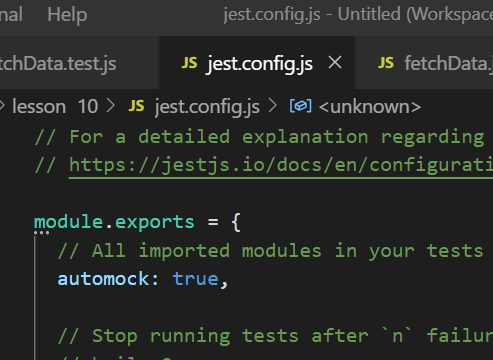 nal Help jest.config.js - Untitled (Workspace
tchData.test.js JS jest.config.js × JS fetchData.j
> lesson 10 > JS jest.config.js > <unknown>
// For a detailed explanation regarding
// https://jestjs.io/docs/en/configurati
module.exports = {
// All imported modules in your tests
automock: true,
// Stop running tests after `n` failur